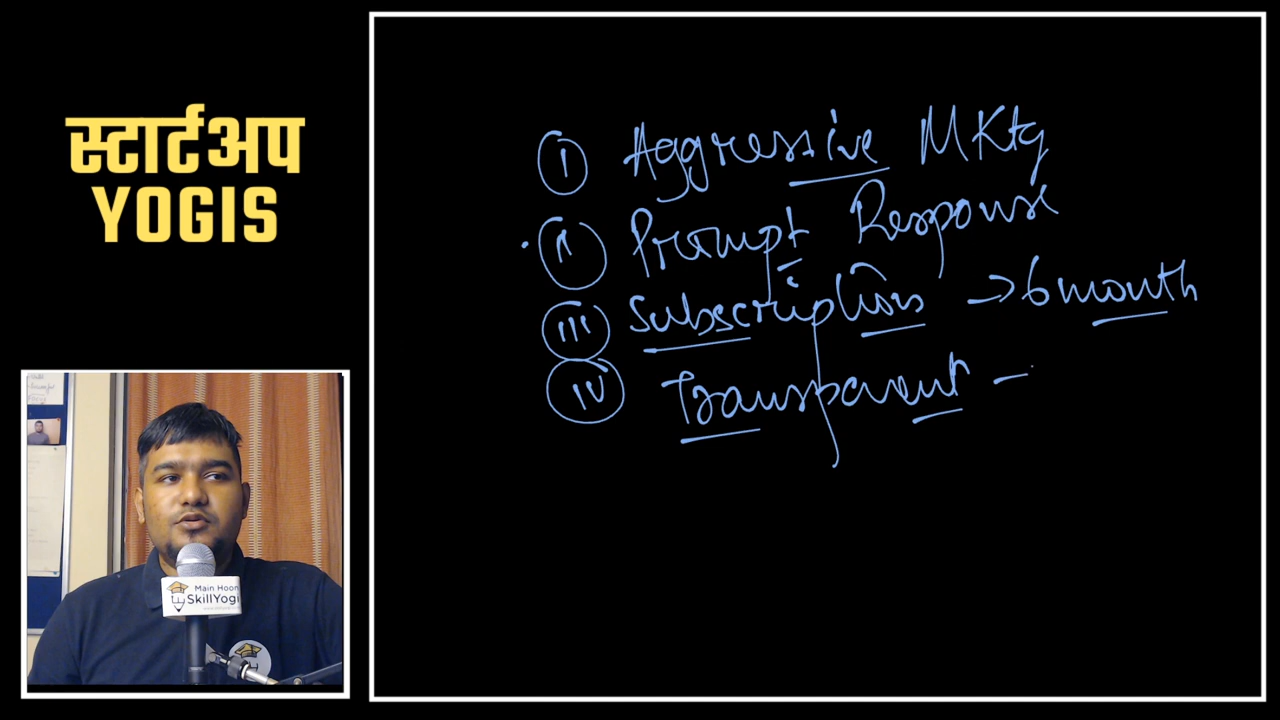 स्टार्टअप
YOGIS
I Aggressive MKtg
II Prompt Response
III Subscription → 6 month
IV Transparent -
Main Hoon
SkillYogi